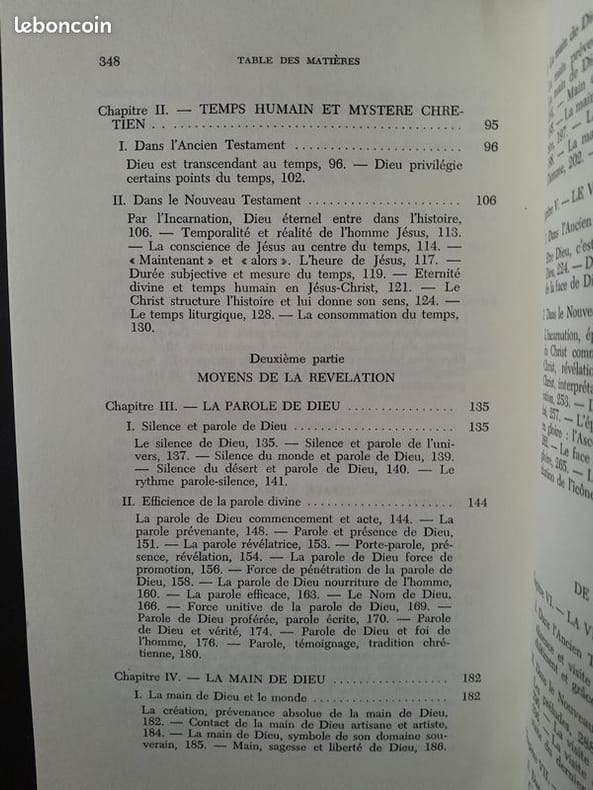 leboncoin
348
TABLE DES MATIÈRES
Chapitre II. — TEMPS HUMAIN ET MYSTERE CHRE-
TIEN . . . . . . . . . . . . . . . . . . . . 95
I. Dans l'Ancien Testament . . . . . . . . . . . . . . . . . . . . 96
Dieu est transcendant au temps, 96. — Dieu privilégie
certains points du temps, 102.
II. Dans le Nouveau Testament . . . . . . . . . . . . . . . . . . . . 106
Par l'Incarnation, Dieu éternel entre dans l'histoire,
106. — Temporalité et réalité de l'homme Jésus, 113.
— La conscience de Jésus au centre du temps, 114. —
« Maintenant » et « alors ». L'heure de Jésus, 117. —
Durée subjective et mesure du temps, 119. — Eternité
divine et temps humain en Jésus-Christ, 121. — Le
Christ structure l'histoire et lui donne son sens, 124. —
Le temps liturgique, 128. — La consommation du temps,
130.
Deuxième partie
MOYENS DE LA REVELATION
Chapitre III. — LA PAROLE DE DIEU . . . . . . . . . . . . . . 135
I. Silence et parole de Dieu . . . . . . . . . . . . . . . . . . . . 135
Le silence de Dieu, 135. — Silence et parole de l'uni-
vers, 137. — Silence du monde et parole de Dieu, 139.
— Silence du désert et parole de Dieu, 140. — Le
rythme parole-silence, 141.
II. Efficience de la parole divine . . . . . . . . . . . . . . . . . . . . 144
La parole de Dieu commencement et acte, 144. — La
parole prévenante, 148. — Parole et présence de Dieu,
151. — La parole révélatrice, 153. — Porte-parole, pré-
sence, révélation, 154. — La parole de Dieu force de
promotion, 156. — Force de pénétration de la parole de
Dieu, 158. — La parole de Dieu nourriture de l'homme,
160. — La parole efficace, 163. — Le Nom de Dieu,
166. — Force unitive de la parole de Dieu, 169. —
Parole de Dieu proférée, parole écrite, 170. — Parole
de Dieu et vérité, 174. — Parole de Dieu et foi de
l'homme, 176. — Parole, témoignage, tradition chré-
tienne, 180.
Chapitre IV. — LA MAIN DE DIEU . . . . . . . . . . . . . . . . 182
I. La main de Dieu et le monde . . . . . . . . . . . . . . . . . . . . 182
La création, prévenance absolue de la main de Dieu,
182. — Contact de la main de Dieu artisane et artiste,
184. — La main de Dieu, symbole de son domaine sou-
verain, 185. — Main, sagesse et liberté de Dieu, 186.